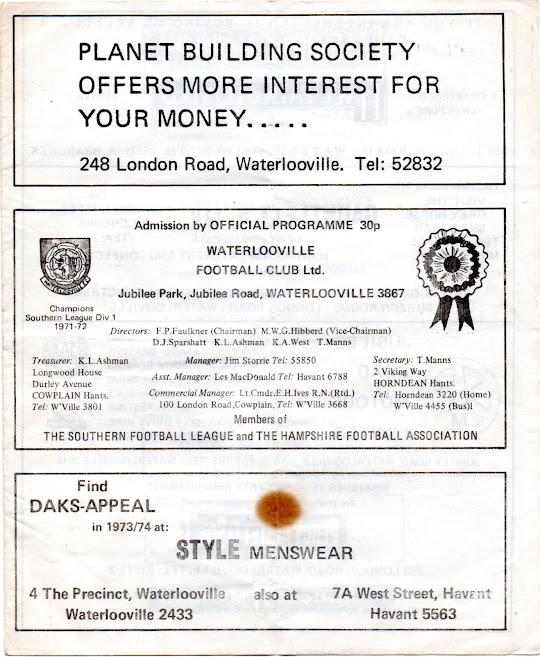 PLANET BUILDING SOCIETY
OFFERS MORE INTEREST FOR
YOUR MONEY.....
248 London Road, Waterlooville. Tel: 52832
Admission by OFFICIAL PROGRAMME 30p
WATERLOOVILLE
FOOTBALL CLUB Ltd.
Jubilee Park, Jubilee Road, WATERLOOVILLE 3867
Champions
Southern League Div 1
1971-72
Directors: F.P.Faulkner (Chairman) M.W.G.Hibberd (Vice-Chairman)
D.J.Sparshatt K.L.Ashman K.A.West T.Manns
Treasurer: K.L.Ashman
Longwood House
Durley Avenue
COWPLAIN Hants.
Tel: W'Ville 3801
Manager: Jim Storrie Tel: 55850
Asst. Manager: Les MacDonald Tel: Havant 6788
Commercial Manager: Lt.Cmdr.E.H.Ives R.N.(Rtd.)
100 London Road,Cowplain, Tel: W'Ville 3668
Secretary: T.Manns
2 Viking Way
HORNDEAN Hants.
Tel: Horndean 3220 (Home)
W'Ville 4455 (Bus)l
Members of
THE SOUTHERN FOOTBALL LEAGUE and THE HAMPSHIRE FOOTBALL ASSOCIATION
Find
DAKS-APPEAL
in 1973/74 at:
STYLE MENSWEAR
4 The Precinct, Waterlooville also at 7A West Street, Havant
Waterlooville 2433 Havant 5563